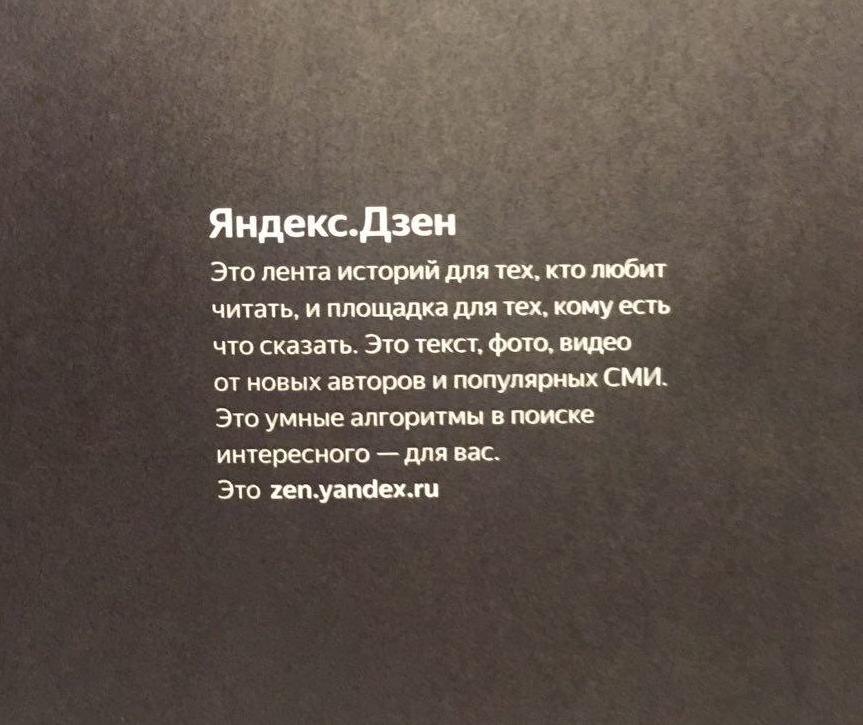 Яндекс.Дзен
Это лента историй для тех, кто любит
читать, и площадка для тех, кому есть
что сказать. Это текст, фото, видео
от новых авторов и популярных СМИ.
Это умные алгоритмы в поиске
интересного — для вас.
Это zen.yandex.ru